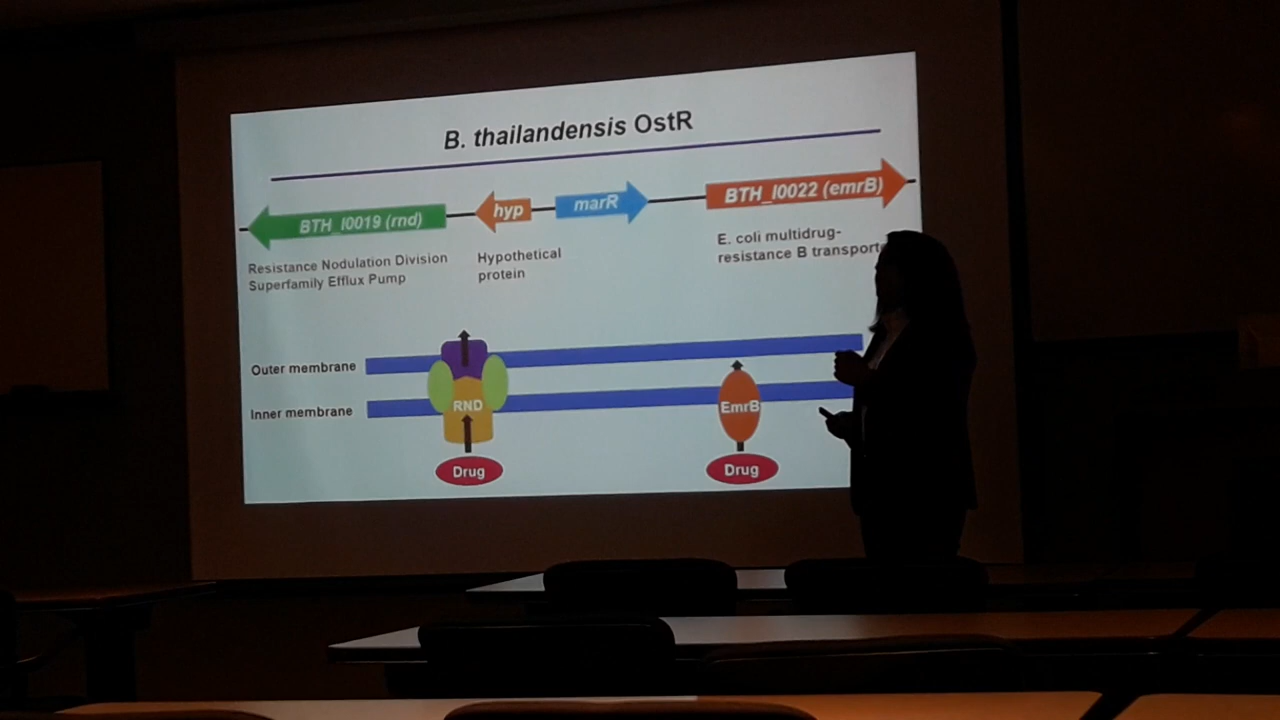 B. thailandensis OstR
BTH_I0019 (rnd)
hyp
marR
BTH_I0022 (emrB)
Resistance Nodulation Division
Superfamily Efflux Pump
Hypothetical
protein
E. coli multidrug-
resistance B transport
Outer membrane
Inner membrane
RND
EmrB
Drug
Drug